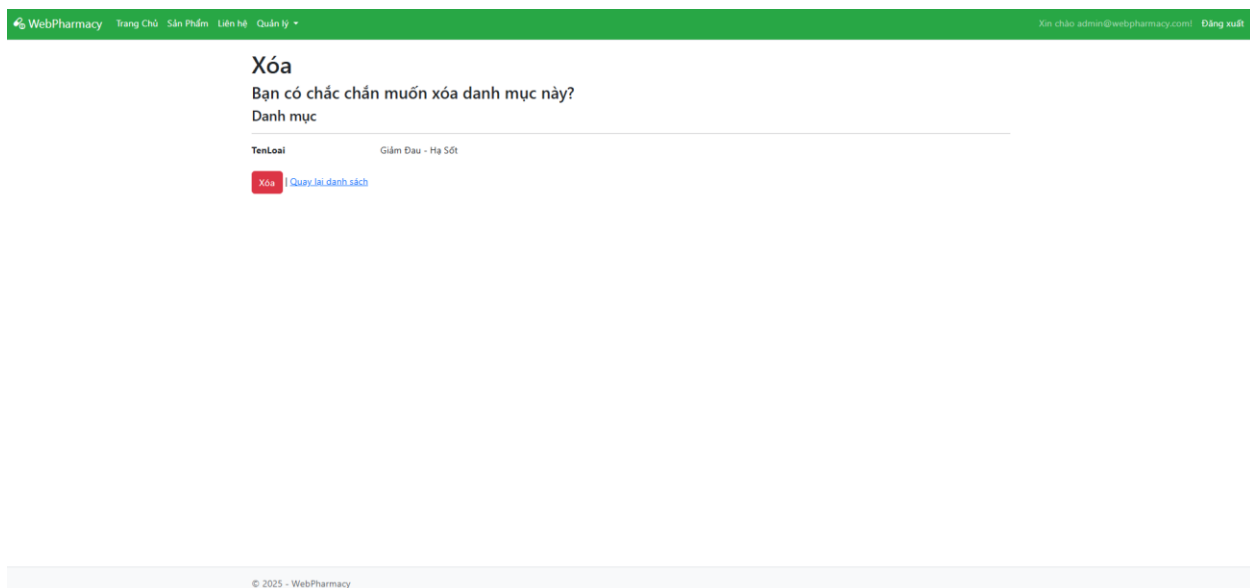 WebPharmacy Trang Chủ Sản Phẩm Liên hệ Quản lý Xin chào admin@webpharmacy.com! Đăng xuất
Xóa
Bạn có chắc chắn muốn xóa danh mục này?
Danh mục
TenLoai Giảm Đau - Hạ Sốt
Xóa | Quay lại danh sách
© 2025 - WebPharmacy